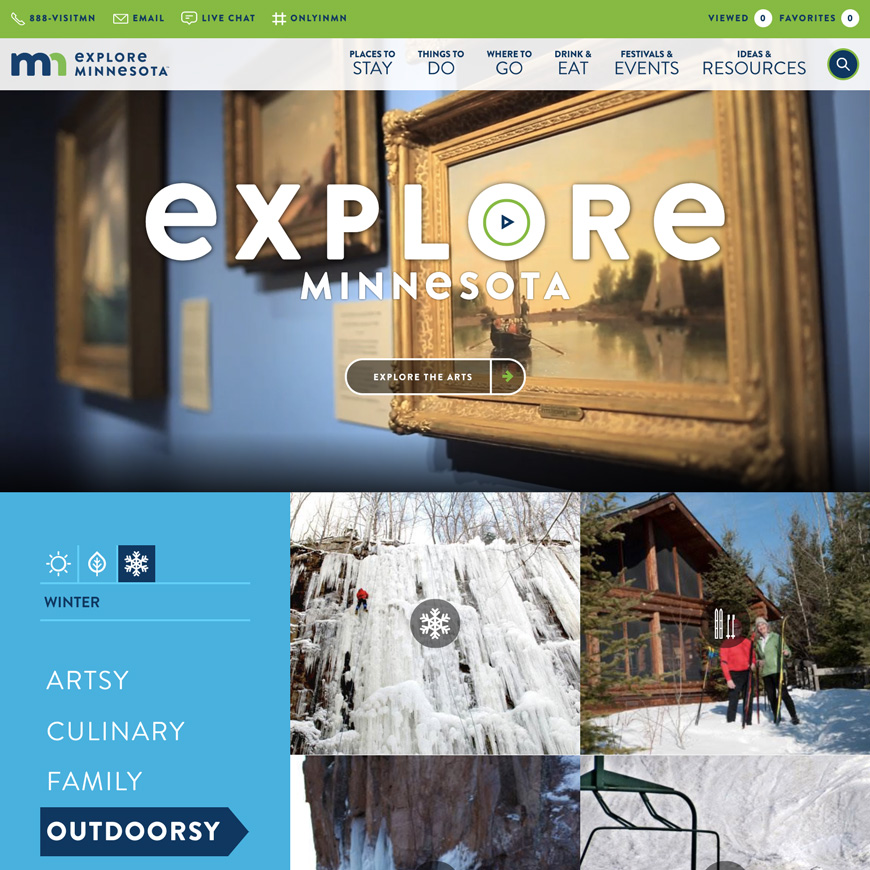 888-VISITMN EMAIL LIVE CHAT ONLYINMN VIEWED 0 FAVORITES 0
mn explore MINNeSOTA™
PLACES TO THINGS TO WHERE TO DRINK & FESTIVALS & IDEAS &
STAY DO GO EAT EVENTS RESOURCES
eXPLORe
MINNeSOTA
EXPLORE THE ARTS
WINTER
ARTSY
CULINARY
FAMILY
OUTDOORSY